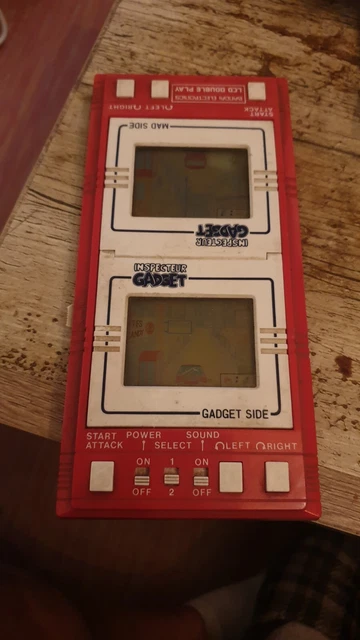 BANDAI ELECTRONICS
LCD DOUBLE PLAY
START
ATTACK
LEFT RIGHT
MAD SIDE
INSPECTEUR
GADGET
INSPECTEUR
GADGET
GADGET SIDE
START
ATTACK
POWER
SELECT
SOUND
LEFT RIGHT
ON 1 ON
OFF 2 OFF